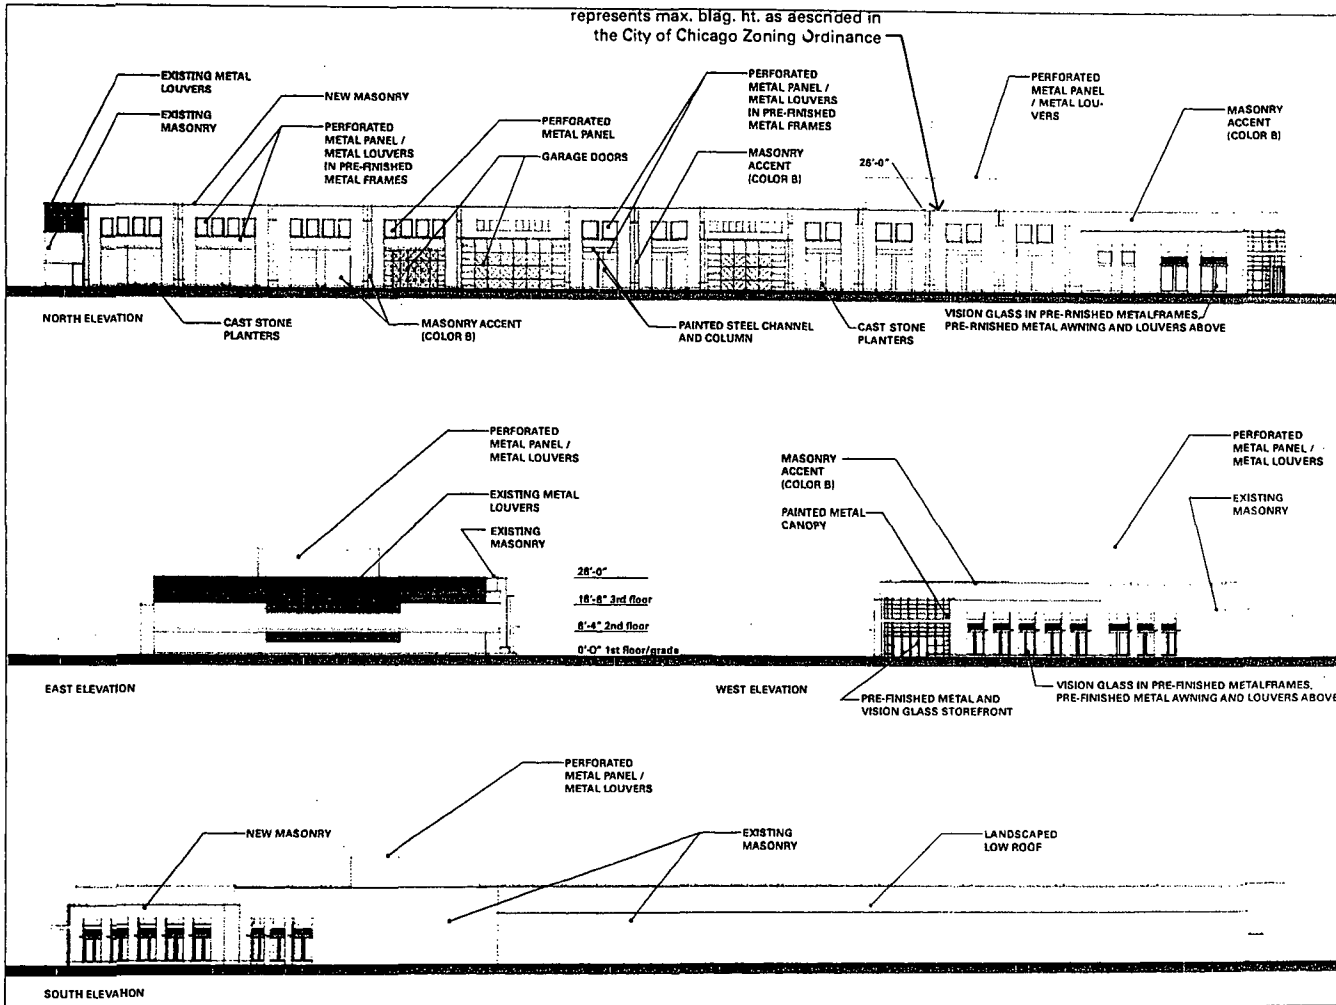 represents max. blag. ht. as aescnded in
the City of Chicago Zoning Ordinance
EXISTING METAL
LOUVERS
EXISTING
MASONRY
NEW MASONRY
PERFORATED
METAL PANEL /
METAL LOUVERS
IN PRE-FINISHED
METAL FRAMES
PERFORATED
METAL PANEL
GARAGE DOORS
PERFORATED
METAL PANEL /
METAL LOUVERS
IN PRE-FINISHED
METAL FRAMES
MASONRY
ACCENT
(COLOR B)
26'-0"
PERFORATED
METAL PANEL
/ METAL LOU-
VERS
MASONRY
ACCENT
(COLOR B)
NORTH ELEVATION
CAST STONE
PLANTERS
MASONRY ACCENT
(COLOR B)
PAINTED STEEL CHANNEL
AND COLUMN
CAST STONE
PLANTERS
VISION GLASS IN PRE-RNISHED METALFRAMES,
PRE-RNISHED METAL AWNING AND LOUVERS ABOVE
PERFORATED
METAL PANEL /
METAL LOUVERS
EXISTING METAL
LOUVERS
EXISTING
MASONRY
26'-0"
16'-8" 3rd floor
8'-4" 2nd floor
0'-0" 1st floor/grade
EAST ELEVATION
MASONRY
ACCENT
(COLOR B)
PAINTED METAL
CANOPY
PERFORATED
METAL PANEL /
METAL LOUVERS
EXISTING
MASONRY
WEST ELEVATION
PRE-FINISHED METAL AND
VISION GLASS STOREFRONT
VISION GLASS IN PRE-FINISHED METALFRAMES,
PRE-FINISHED METAL AWNING AND LOUVERS ABOVE
PERFORATED
METAL PANEL /
METAL LOUVERS
NEW MASONRY
EXISTING
MASONRY
LANDSCAPED
LOW ROOF
SOUTH ELEVAHON